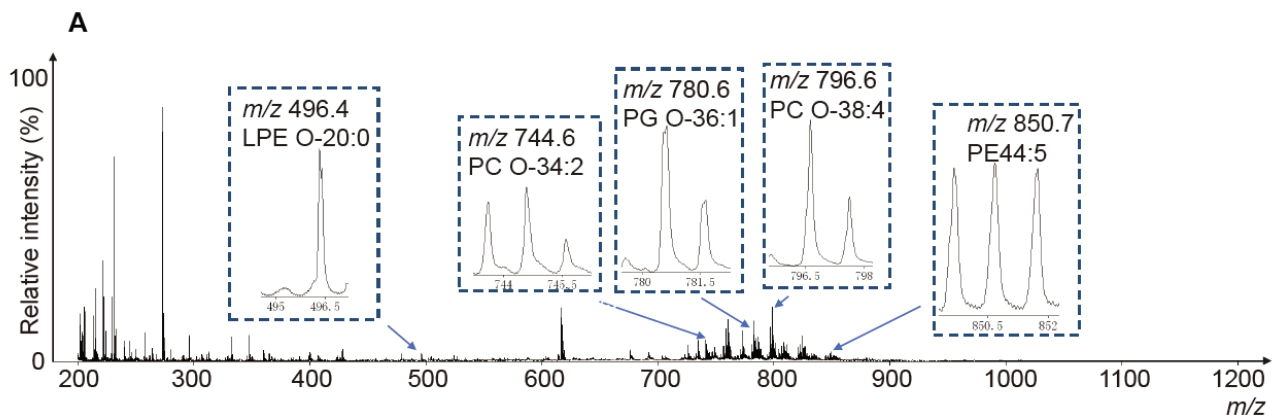 A
100
Relative intensity (%)
0
m/z 496.4
LPE O-20:0
495 496.5
m/z 744.6
PC O-34:2
744 745.5
m/z 780.6
PG O-36:1
780 781.5
m/z 796.6
PC O-38:4
796.5 798
m/z 850.7
PE44:5
850.5 852
200 300 400 500 600 700 800 900 1000 1100 1200
m/z